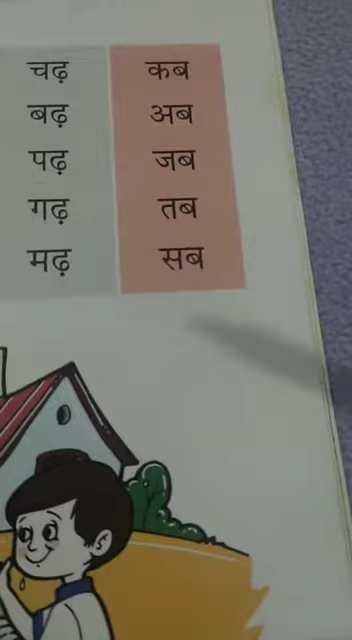 चढ़ कब
बढ़ अब
पढ़ जब
गढ़ तब
मढ़ सब